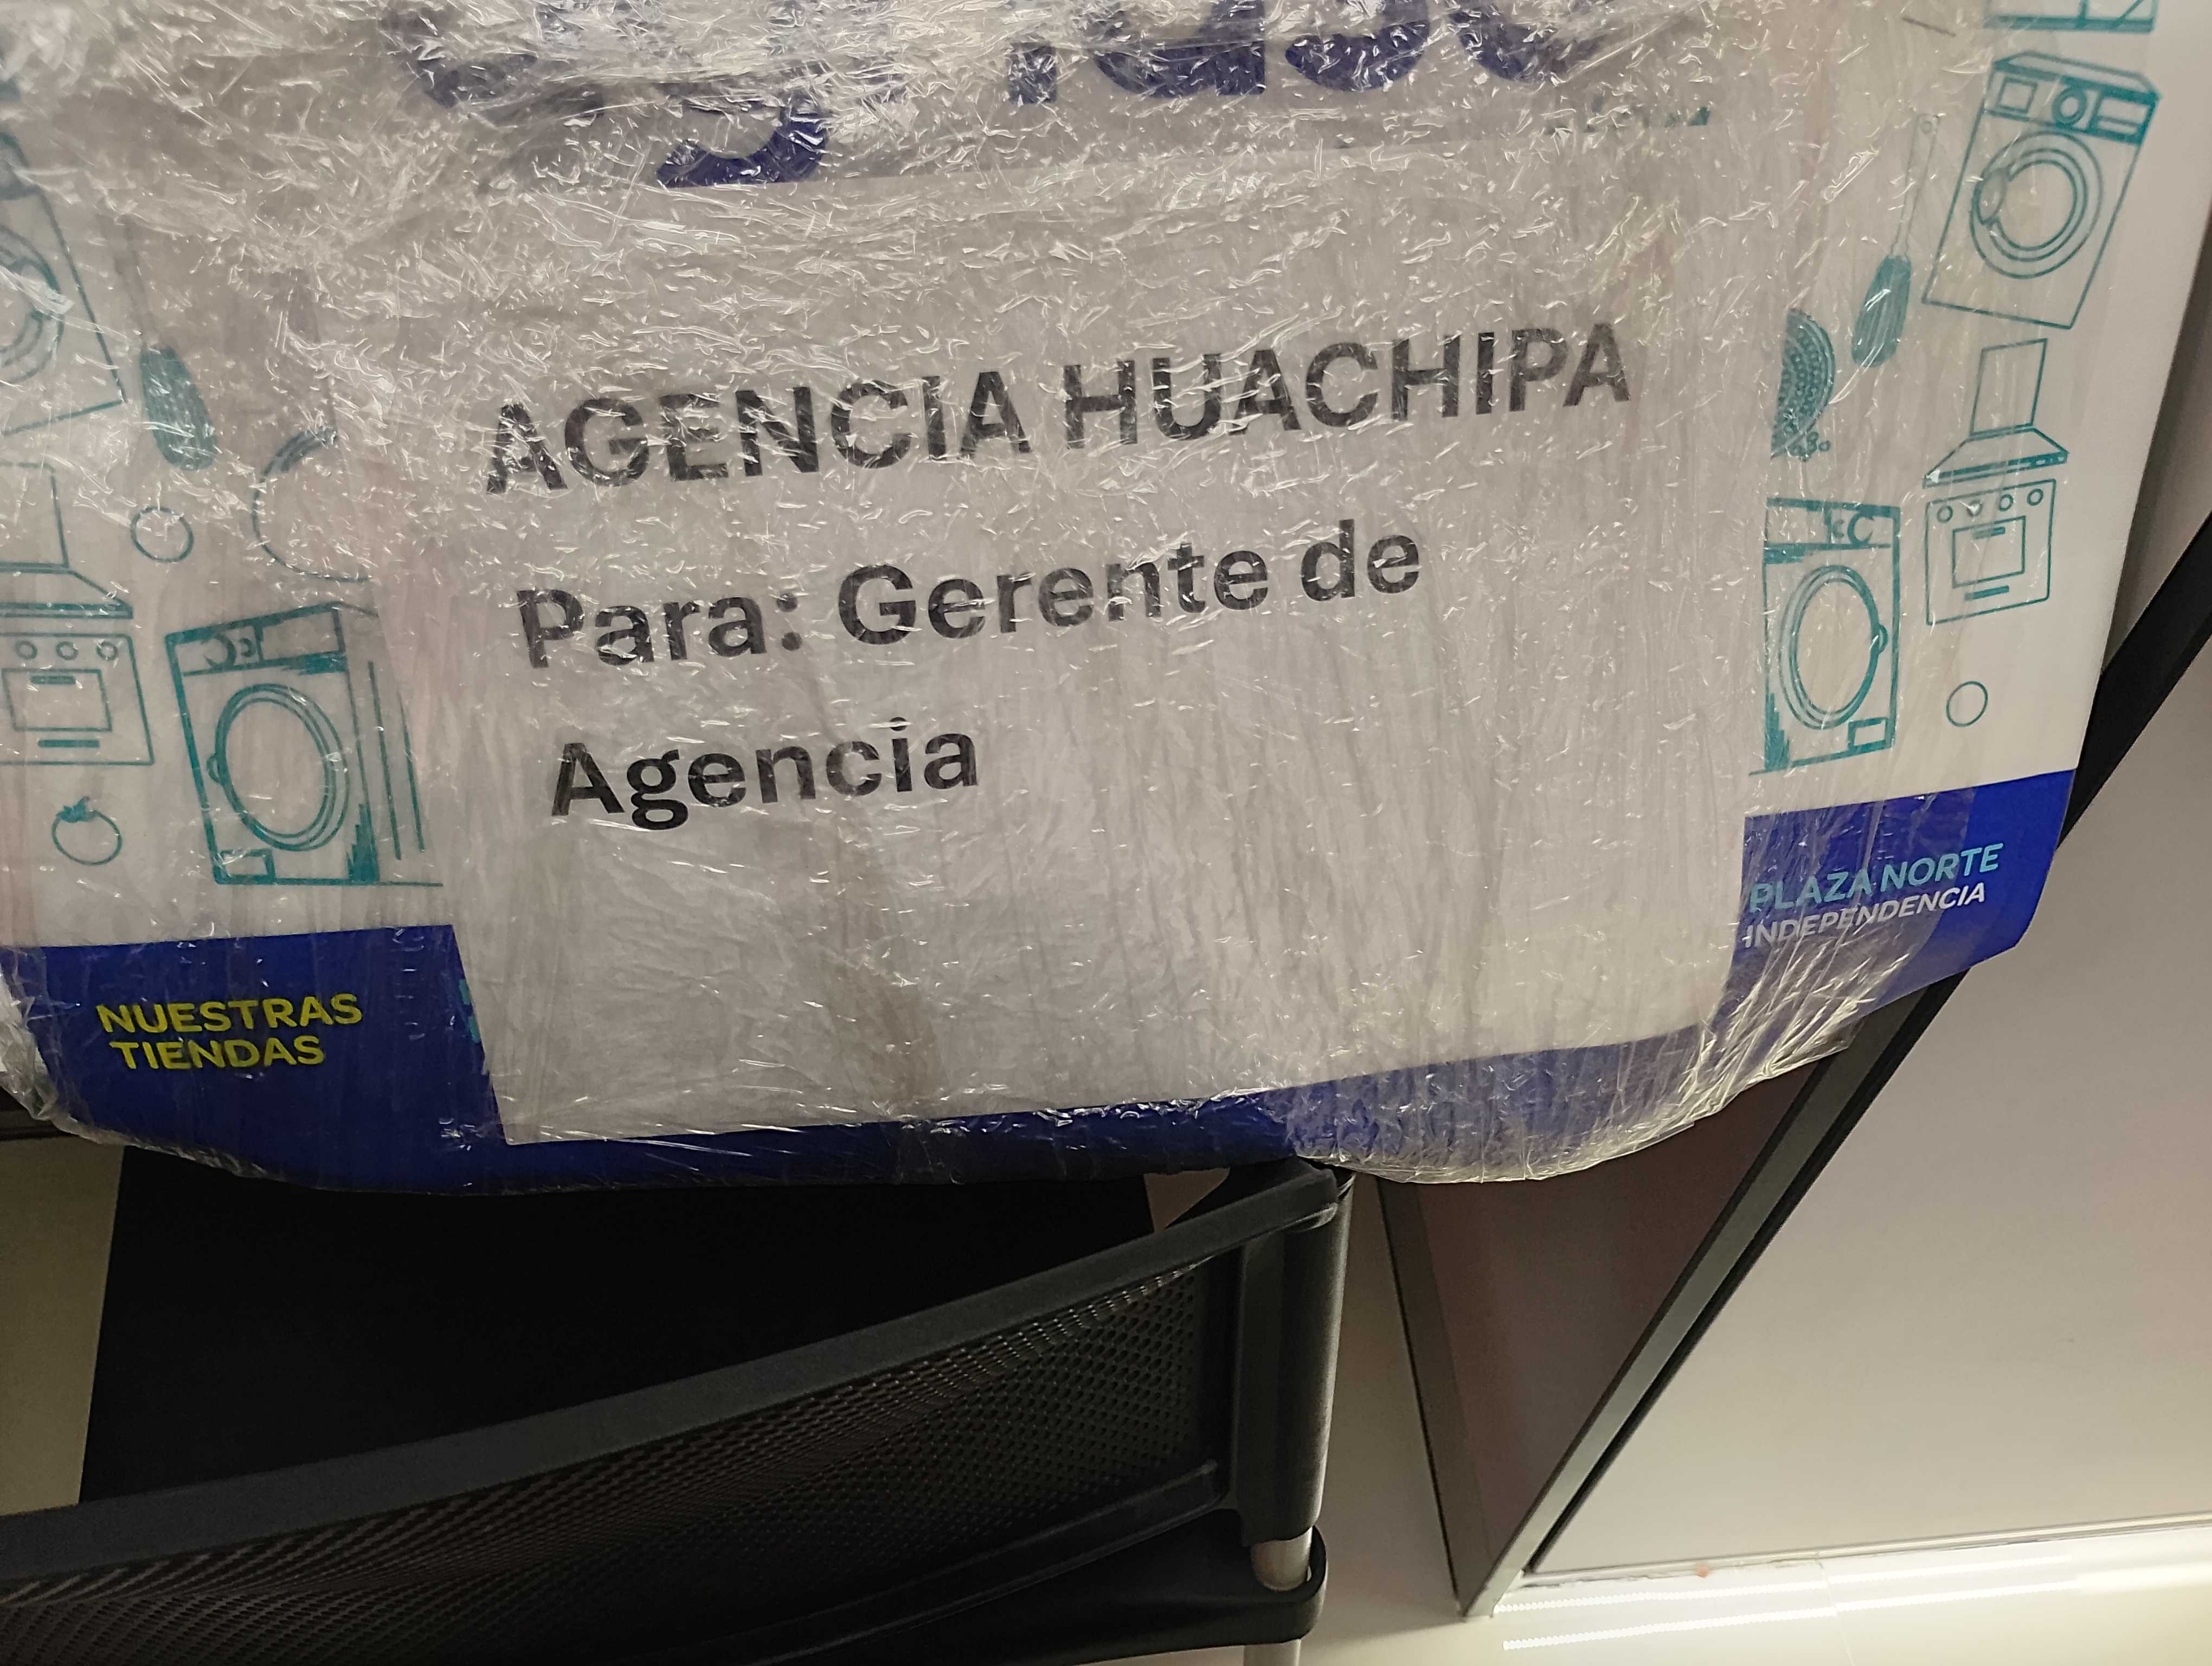 AGENCIA HUACHIPA
Para: Gerente de
Agencia
PLAZA NORTE
INDEPENDENCIA
NUESTRAS
TIENDAS